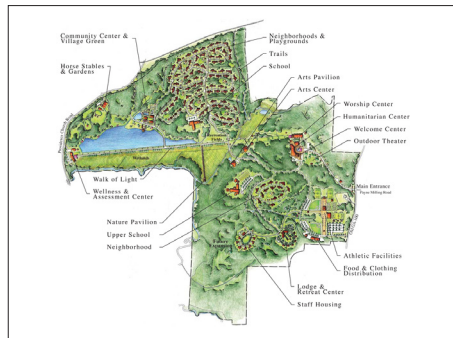 Community Center &
Village Green
Horse Stables
& Gardens
Neighborhoods &
Playgrounds
Trails
School
Arts Pavilion
Arts Center
Worship Center
Humanitarian Center
Welcome Center
Outdoor Theater
Main Entrance
Fields
Wetlands
Walk of Light
Wellness &
Assessment Center
Nature Pavilion
Upper School
Neighborhood
Athletic Facilities
Food & Clothing
Distribution
Lodge &
Retreat Center
Staff Housing